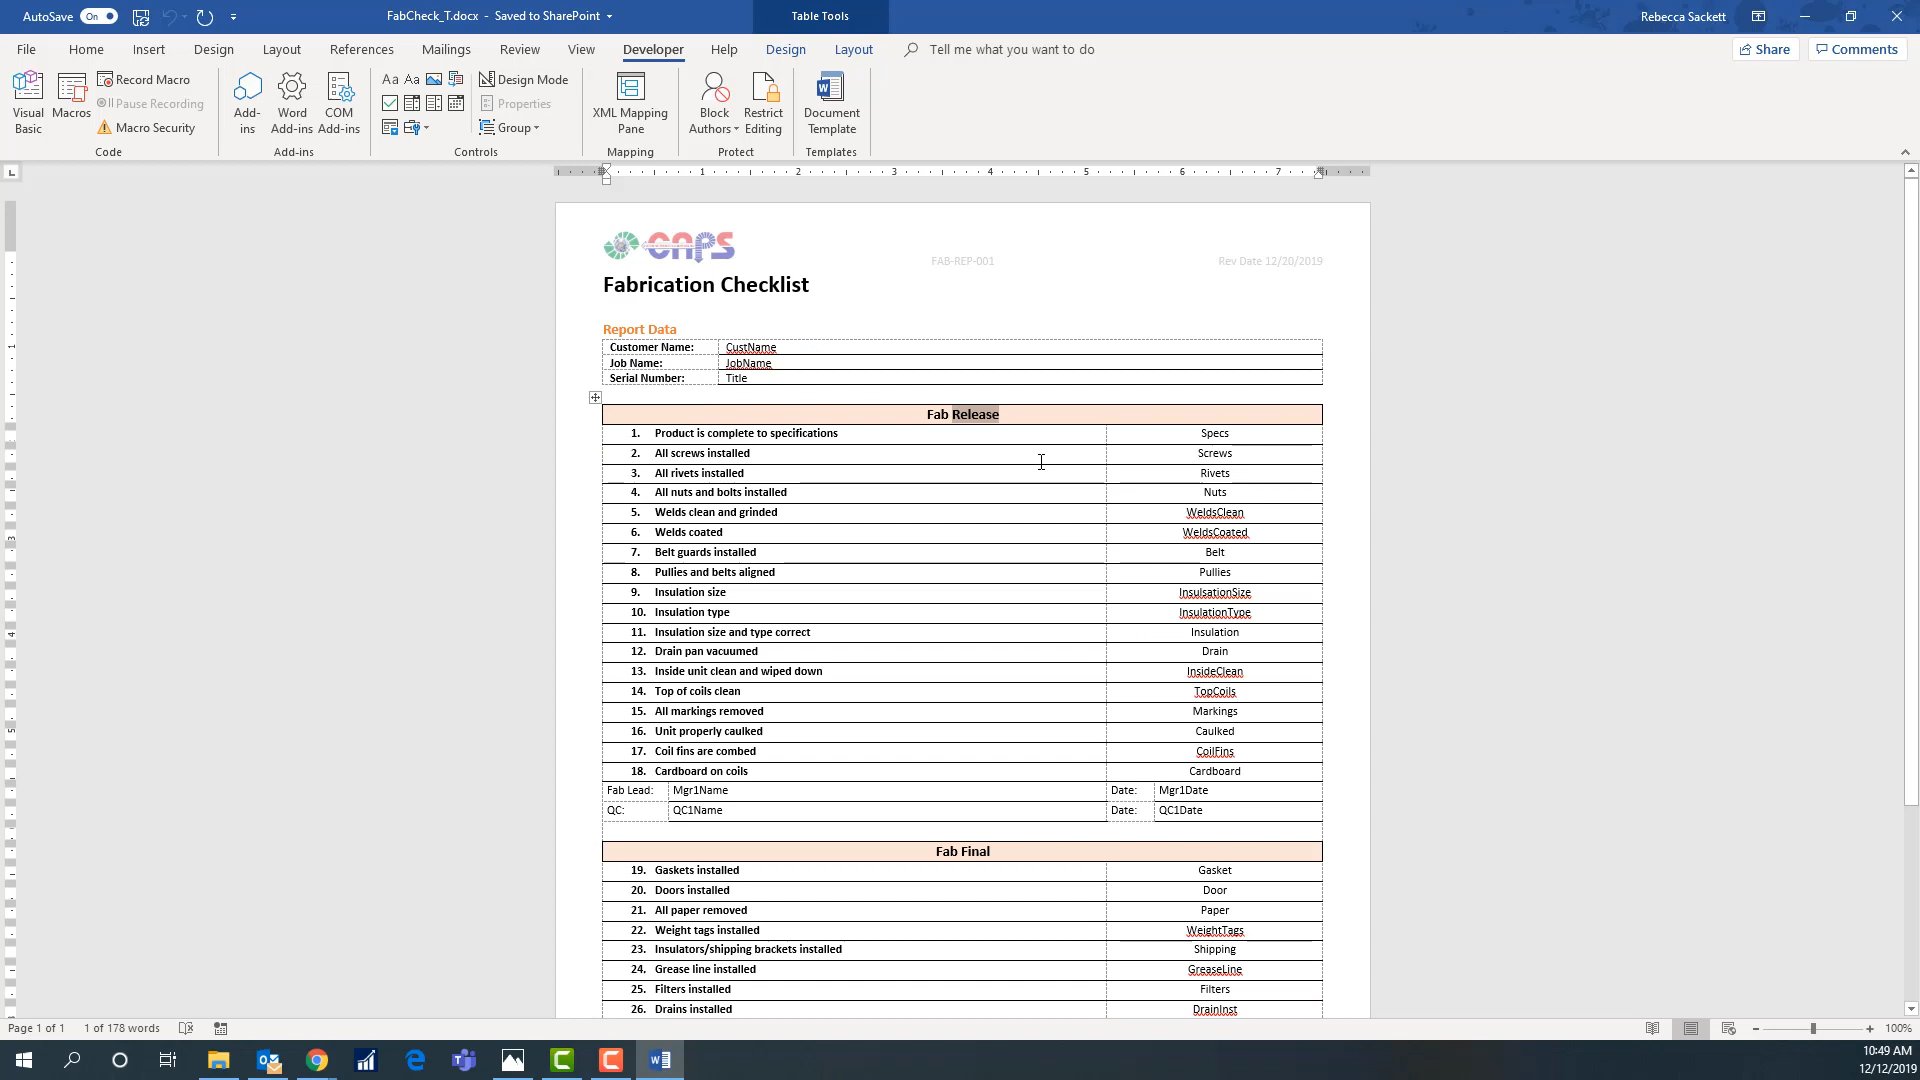 AutoSave On FabCheck_T.docx - Saved to SharePoint Table Tools Rebecca Sackett
File Home Insert Design Layout References Mailings Review View Developer Help Design Layout Tell me what you want to do Share Comments
Visual Basic
Macros
Record Macro
Pause Recording
Macro Security
Code
Add-ins
Word Add-ins
COM Add-ins
Add-ins
Aa Aa
Design Mode
Properties
Group
Controls
XML Mapping Pane
Mapping
Block Authors
Restrict Editing
Protect
Document Template
Templates
1 2 3 4 5 6 7
CAPS
FAB-REP-001 Rev Date 12/20/2019
Fabrication Checklist
Report Data
Customer Name: CustName
Job Name: JobName
Serial Number: Title
Fab Release
1. Product is complete to specifications Specs
2. All screws installed Screws
3. All rivets installed Rivets
4. All nuts and bolts installed Nuts
5. Welds clean and grinded WeldsClean
6. Welds coated WeldsCoated
7. Belt guards installed Belt
8. Pullies and belts aligned Pullies
9. Insulation size InsulsationSize
10. Insulation type InsulationType
11. Insulation size and type correct Insulation
12. Drain pan vacuumed Drain
13. Inside unit clean and wiped down InsideClean
14. Top of coils clean TopCoils
15. All markings removed Markings
16. Unit properly caulked Caulked
17. Coil fins are combed CoilFins
18. Cardboard on coils Cardboard
Fab Lead: Mgr1Name Date: Mgr1Date
QC: QC1Name Date: QC1Date
Fab Final
19. Gaskets installed Gasket
20. Doors installed Door
21. All paper removed Paper
22. Weight tags installed WeightTags
23. Insulators/shipping brackets installed Shipping
24. Grease line installed GreaseLine
25. Filters installed Filters
26. Drains installed DrainInst
Page 1 of 1 1 of 178 words 100%
10:49 AM
12/12/2019